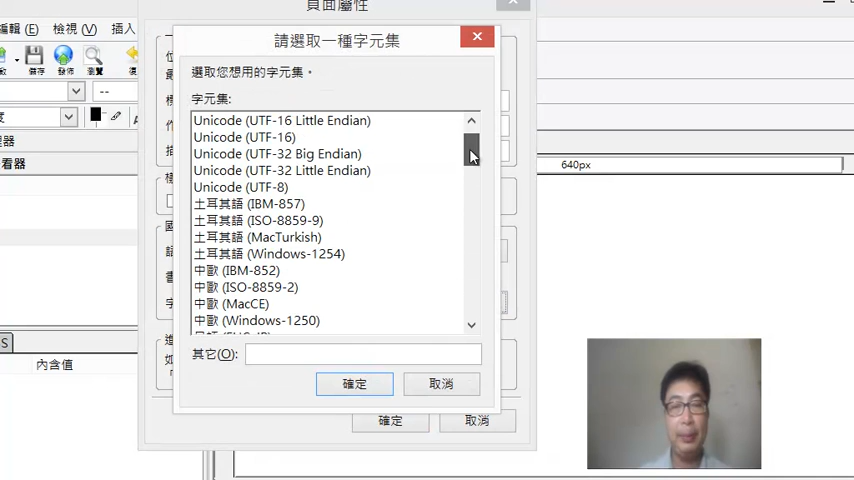 頁面屬性
編輯 (E) 檢視 (V) 插入
儲存 發佈 瀏覽
--
看器
內含值
請選取一種字元集
選取您想用的字元集。
字元集:
Unicode (UTF-16 Little Endian)
Unicode (UTF-16)
Unicode (UTF-32 Big Endian)
Unicode (UTF-32 Little Endian)
Unicode (UTF-8)
土耳其語 (IBM-857)
土耳其語 (ISO-8859-9)
土耳其語 (MacTurkish)
土耳其語 (Windows-1254)
中歐 (IBM-852)
中歐 (ISO-8859-2)
中歐 (MacCE)
中歐 (Windows-1250)
其它(O):
確定 取消
確定 取消
640px